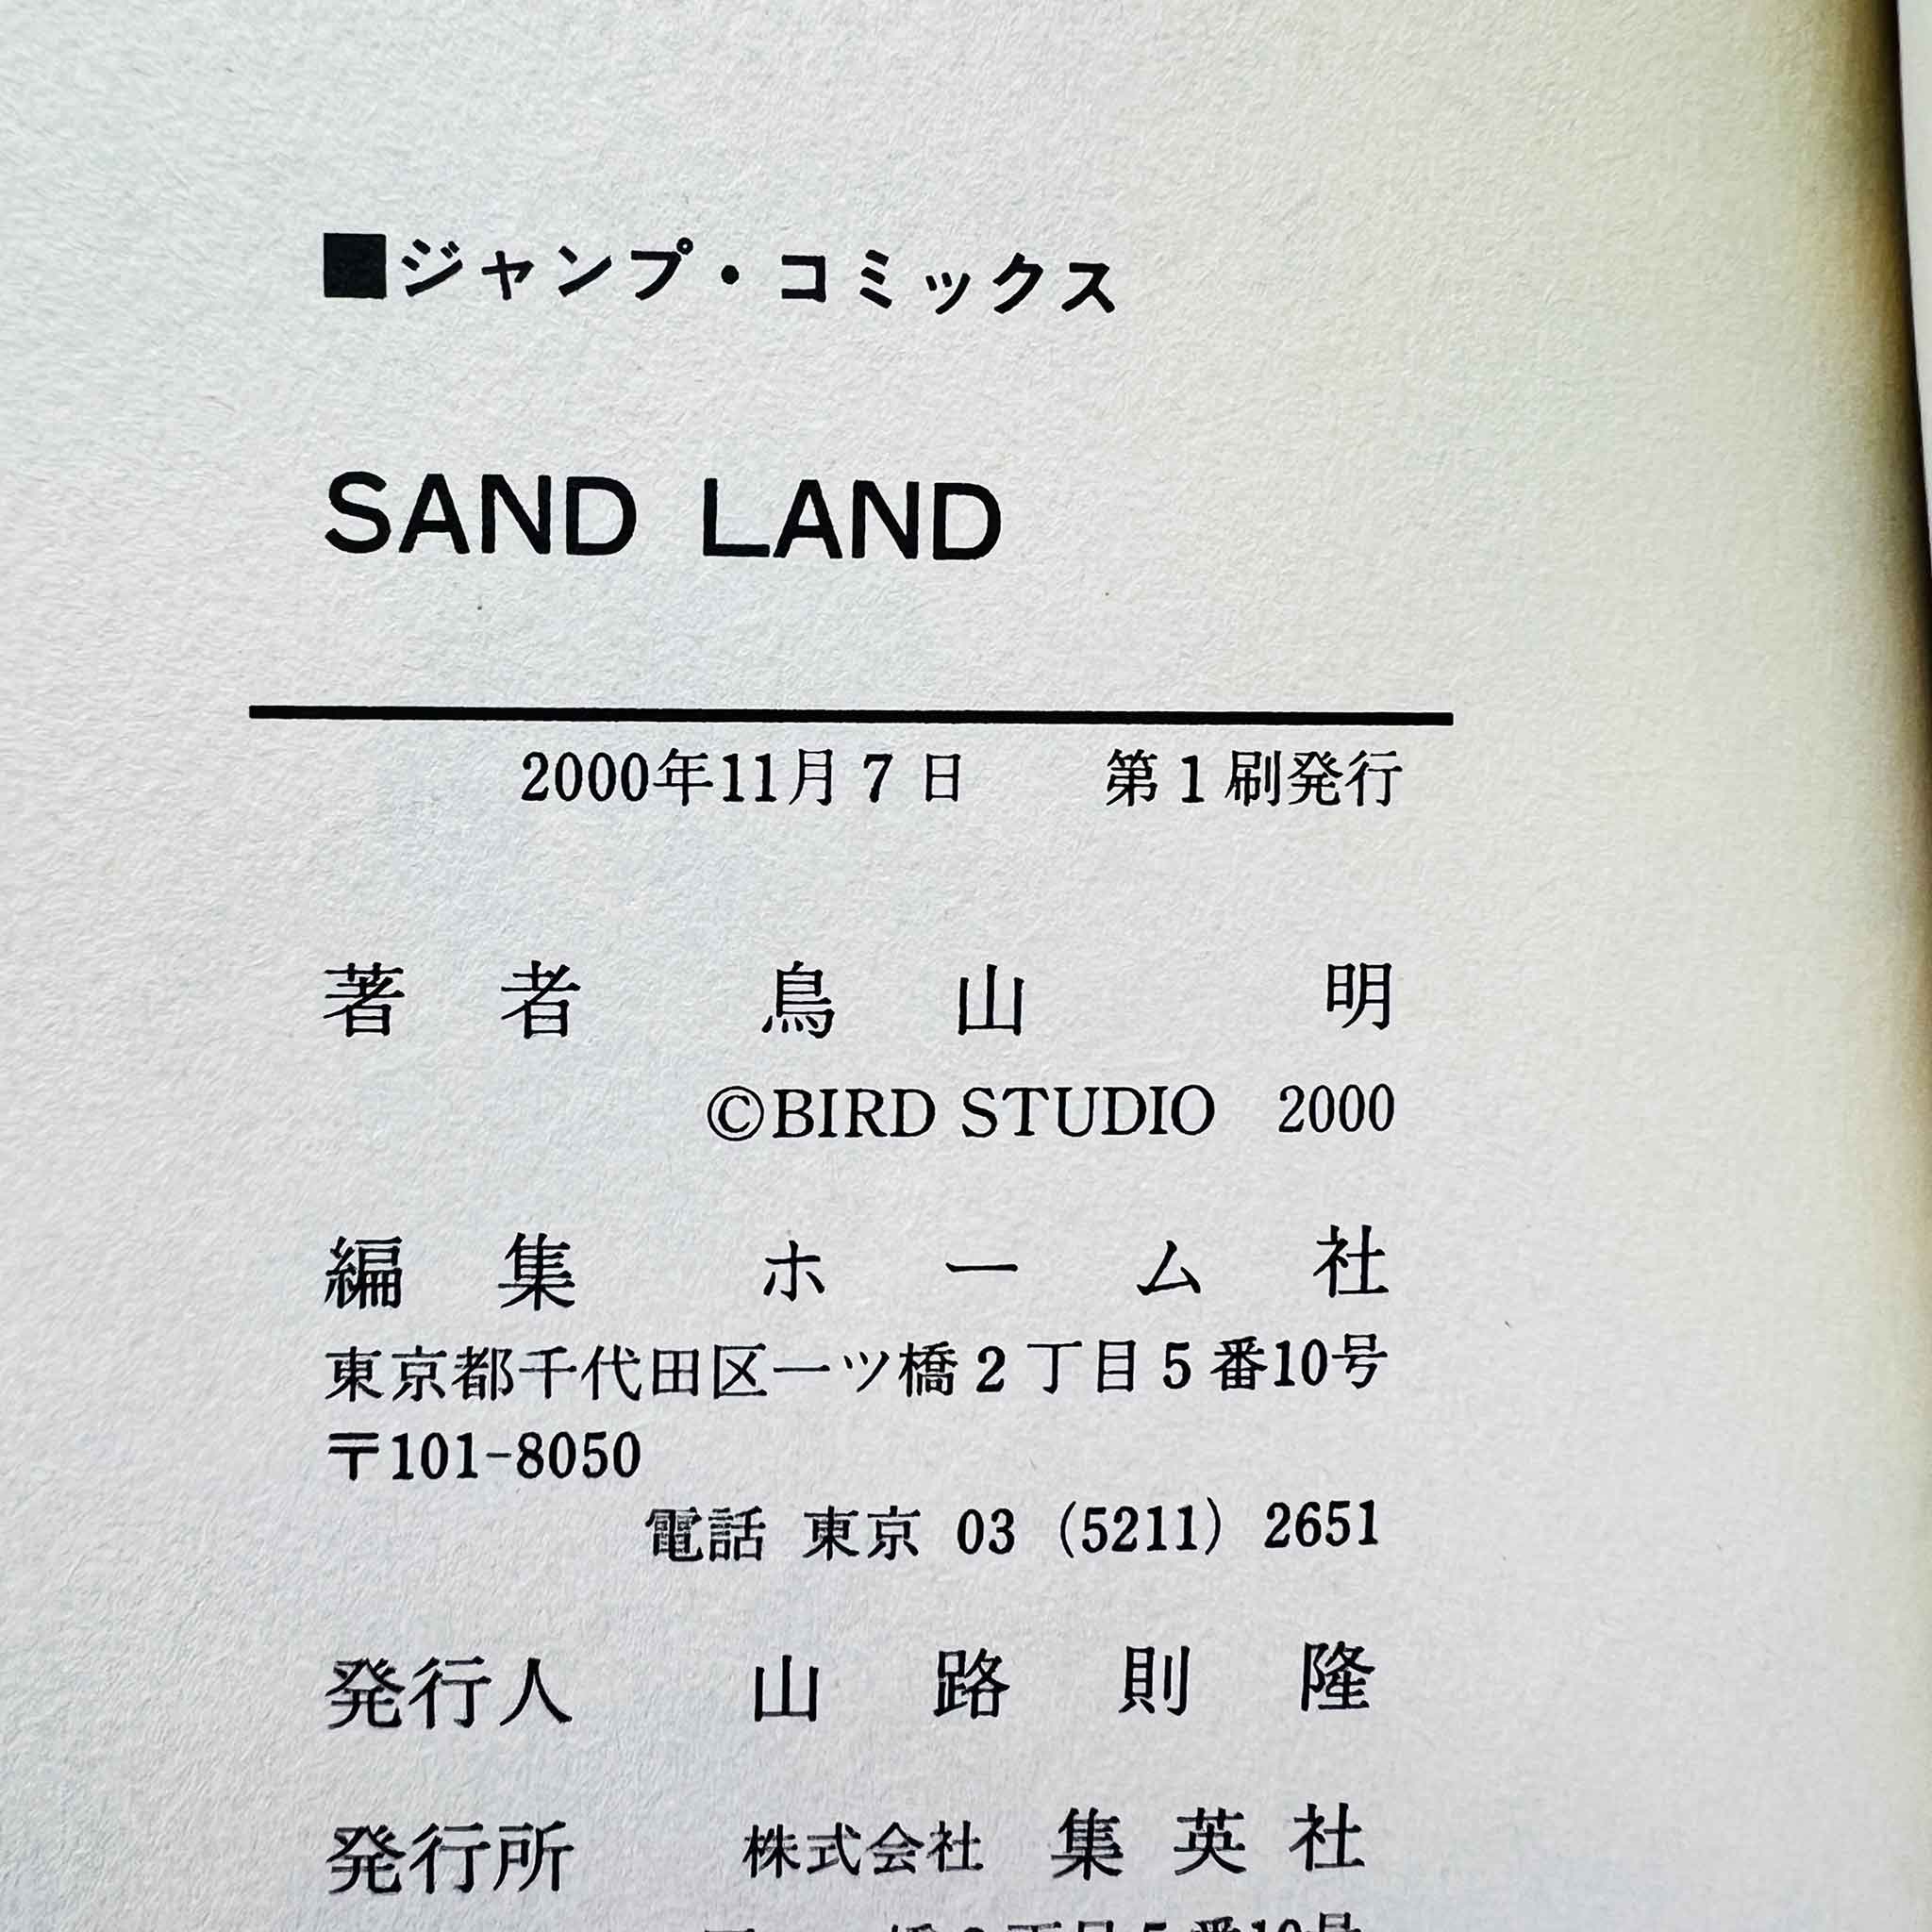 ■ジャンプ・コミックス
SAND LAND
2000年11月7日 第1刷発行
著者 鳥山明
©BIRD STUDIO 2000
編集 ホーム社
東京都千代田区一ツ橋2丁目5番10号
〒101-8050
電話 東京 03 (5211) 2651
発行人 山路則隆
発行所 株式会社 集英社